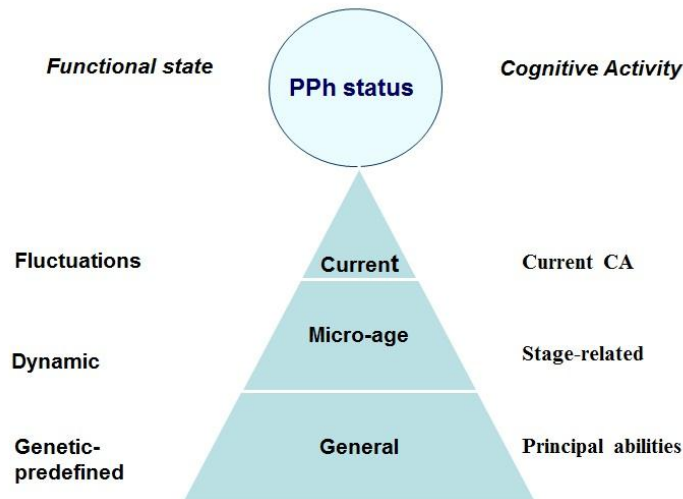 Functional state
PPh status
Cognitive Activity
Fluctuations
Current
Current CA
Micro-age
Dynamic
Stage-related
Genetic-
predefined
General
Principal abilities